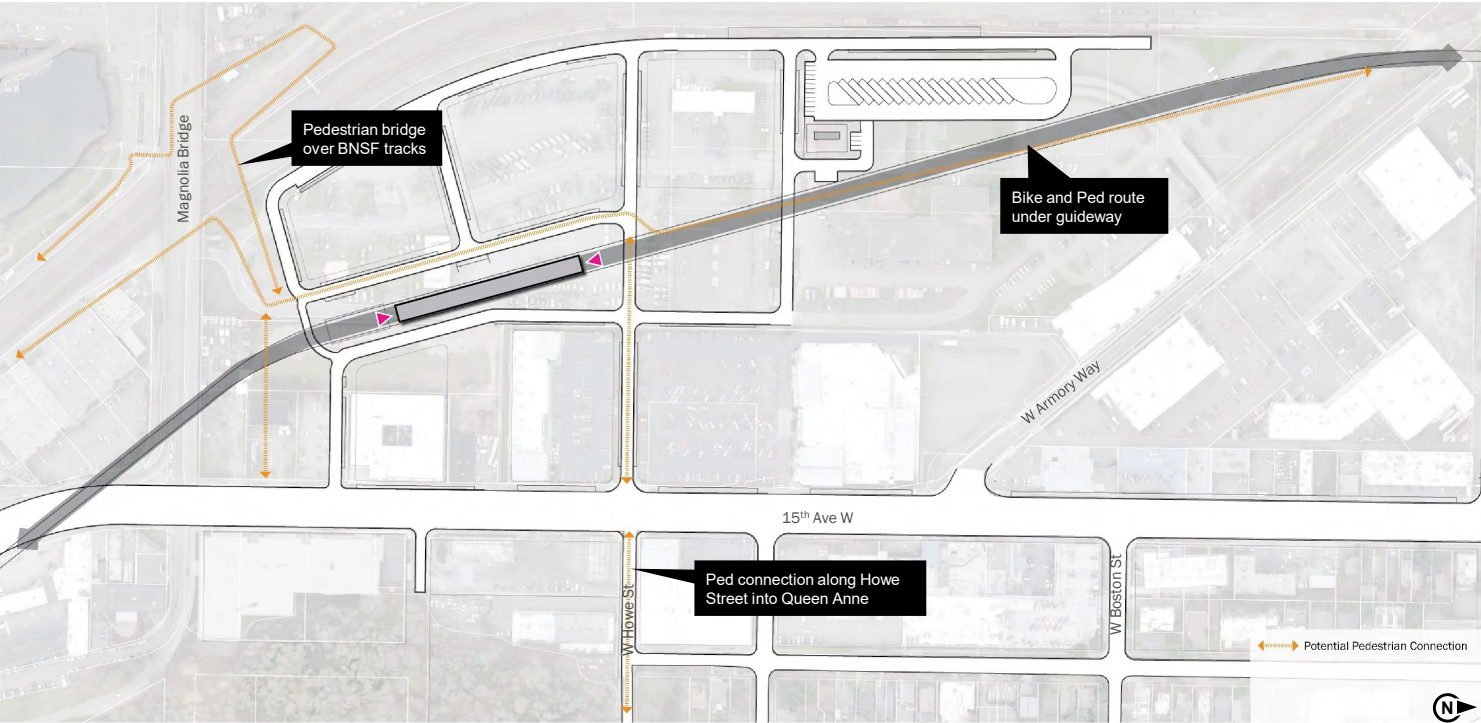 Pedestrian bridge
over BNSF tracks
Magnolia Bridge
Bike and Ped route
under guideway
W Armory Way
15th Ave W
Ped connection along Howe
Street into Queen Anne
W Howe St
W Boston St
Potential Pedestrian Connection
N